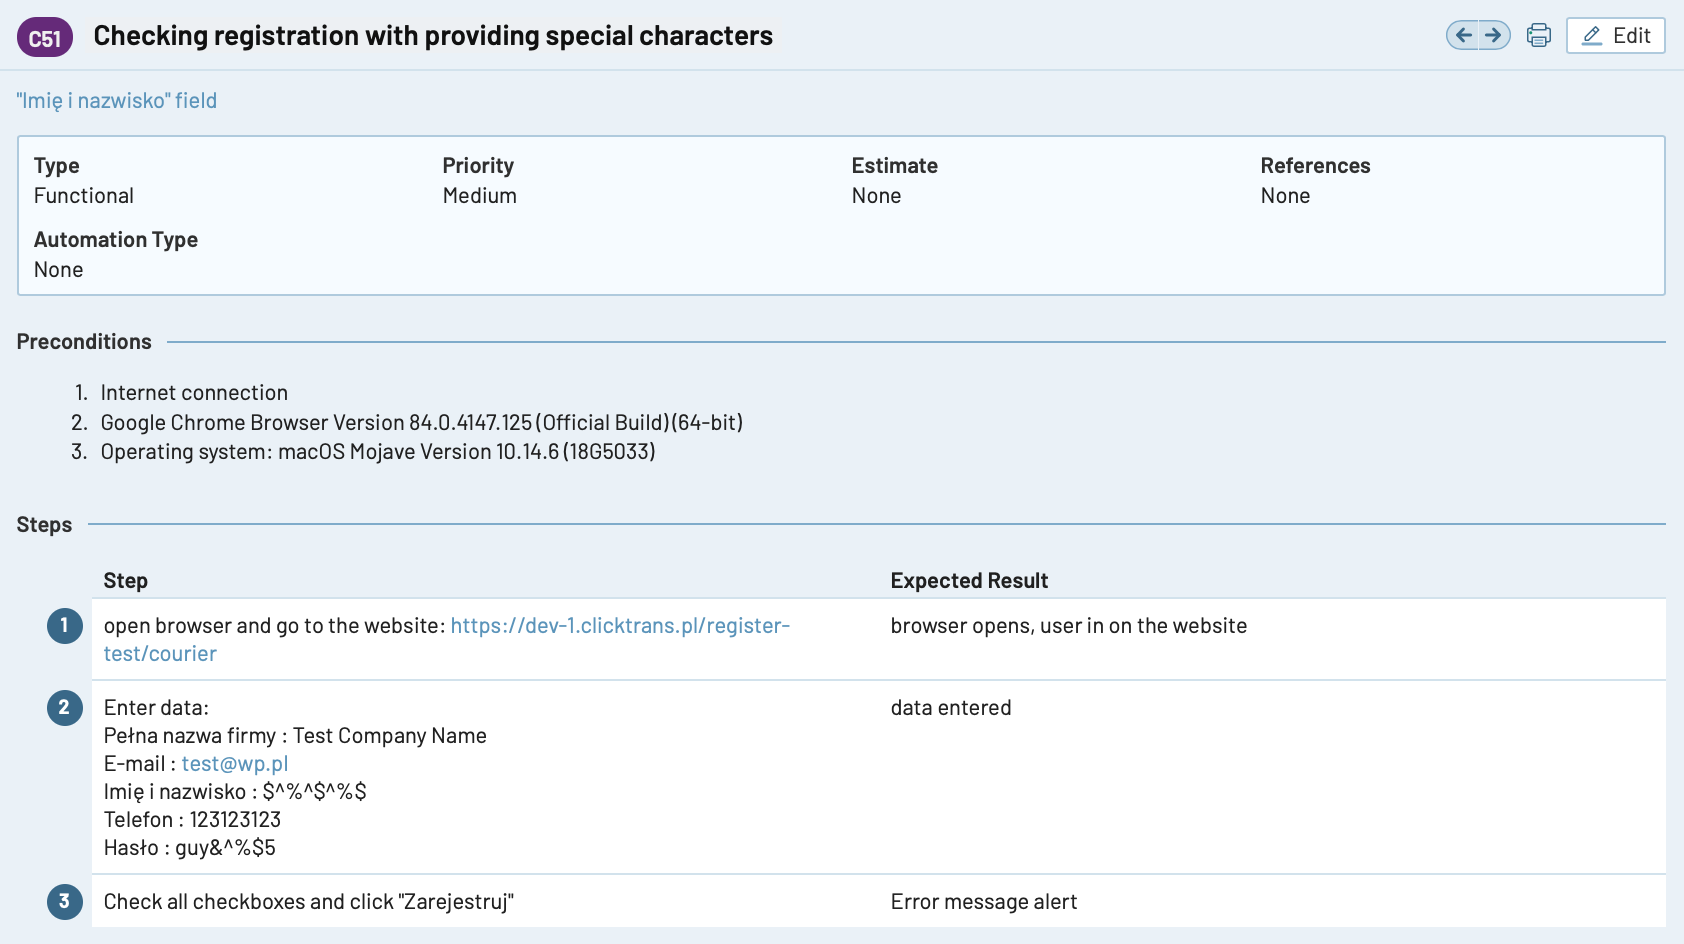 C51 Checking registration with providing special characters Edit
"Imię i nazwisko" field
Type Priority Estimate References
Functional Medium None None
Automation Type
None
Preconditions
1. Internet connection
2. Google Chrome Browser Version 84.0.4147.125 (Official Build) (64-bit)
3. Operating system: macOS Mojave Version 10.14.6 (18G5033)
Steps
Step Expected Result
1 open browser and go to the website: https://dev-1.clicktrans.pl/register- browser opens, user in on the website
test/courier
2 Enter data: data entered
Pełna nazwa firmy : Test Company Name
E-mail : test@wp.pl
Imię i nazwisko : $^%^$^%$
Telefon : 123123123
Hasło : guy&^%$5
3 Check all checkboxes and click "Zarejestruj" Error message alert